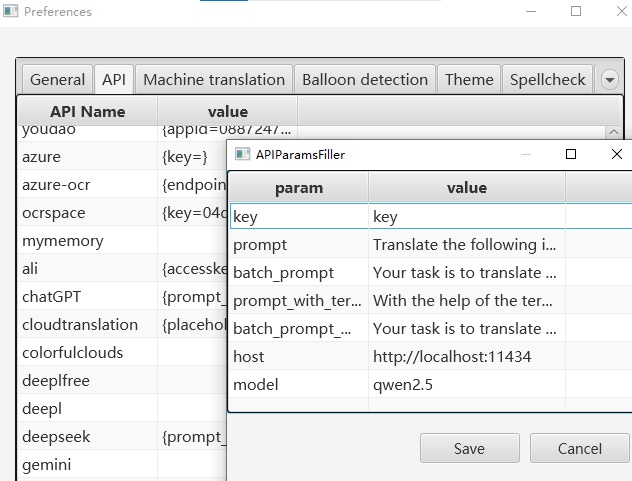 Preferences
General API Machine translation Balloon detection Theme Spellcheck
API Name value
youdao {appid=0887247...
azure {key=}
azure-ocr {endpoin
ocrspace {key=04
mymemory
ali {accesske
chatGPT {prompt_
cloudtranslation {placehol
colorfulclouds
deeplfree
deepl
deepseek {prompt_
gemini
APIParamsFiller
param value
key key
prompt Translate the following i...
batch_prompt Your task is to translate ...
prompt_with_ter... With the help of the ter...
batch_prompt_... Your task is to translate ...
host http://localhost:11434
model qwen2.5
Save Cancel